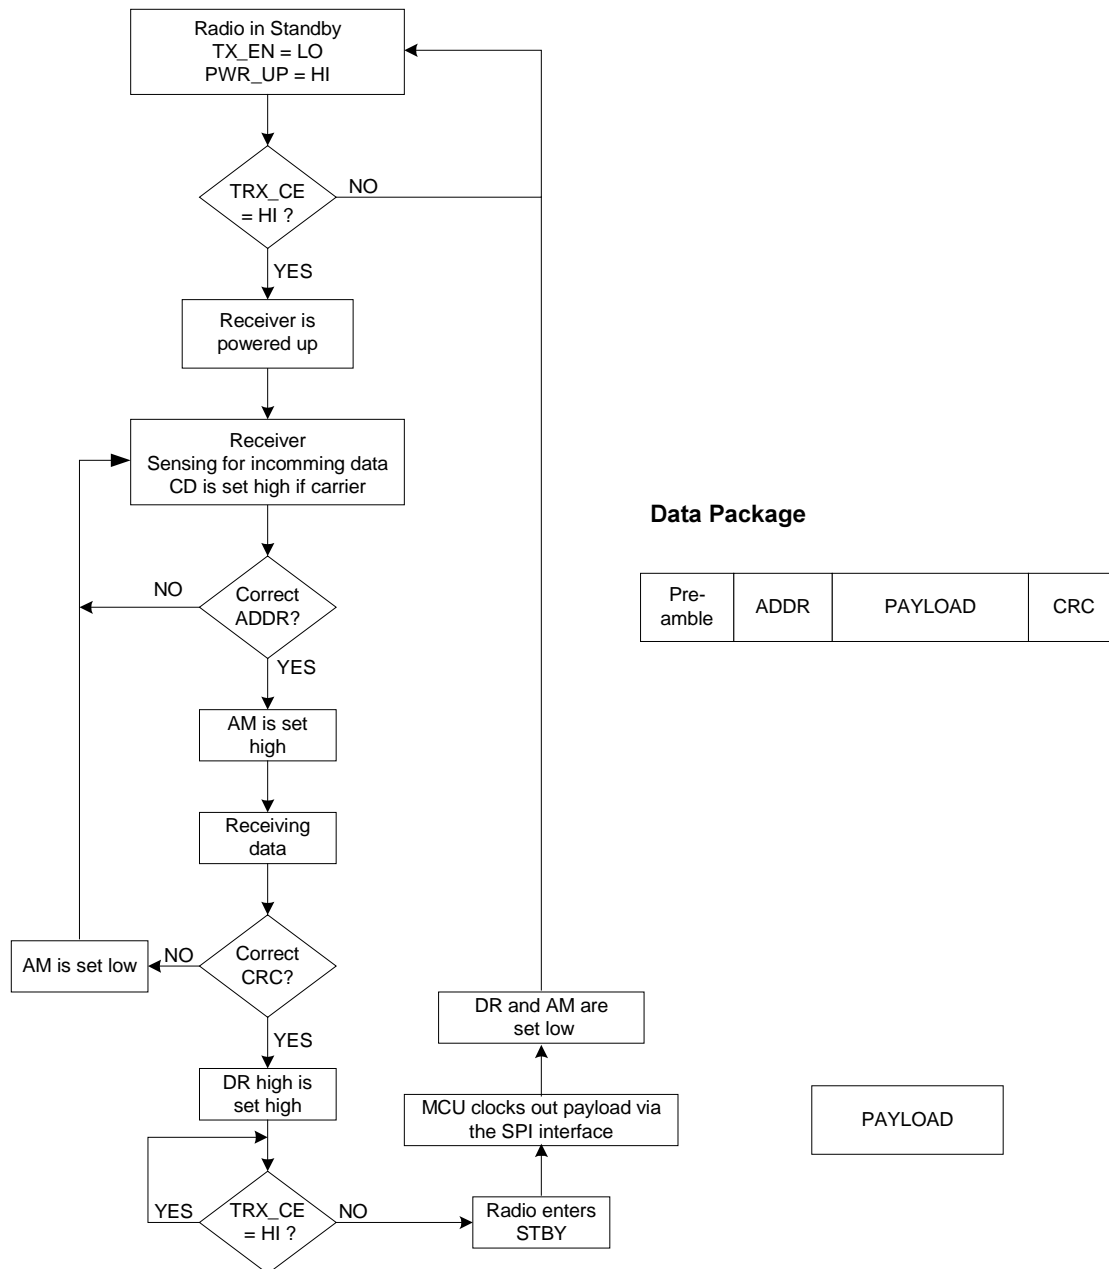 Radio in Standby
TX_EN = LO
PWR_UP = HI
TRX_CE
= HI ?
NO
YES
Receiver is
powered up
Receiver
Sensing for incomming data
CD is set high if carrier
Data Package
Pre-
amble
ADDR
PAYLOAD
CRC
NO
Correct
ADDR?
YES
AM is set
high
Receiving
data
AM is set low
NO
Correct
CRC?
YES
DR and AM are
set low
DR high is
set high
MCU clocks out payload via
the SPI interface
PAYLOAD
YES
TRX_CE
= HI ?
NO
Radio enters
STBY